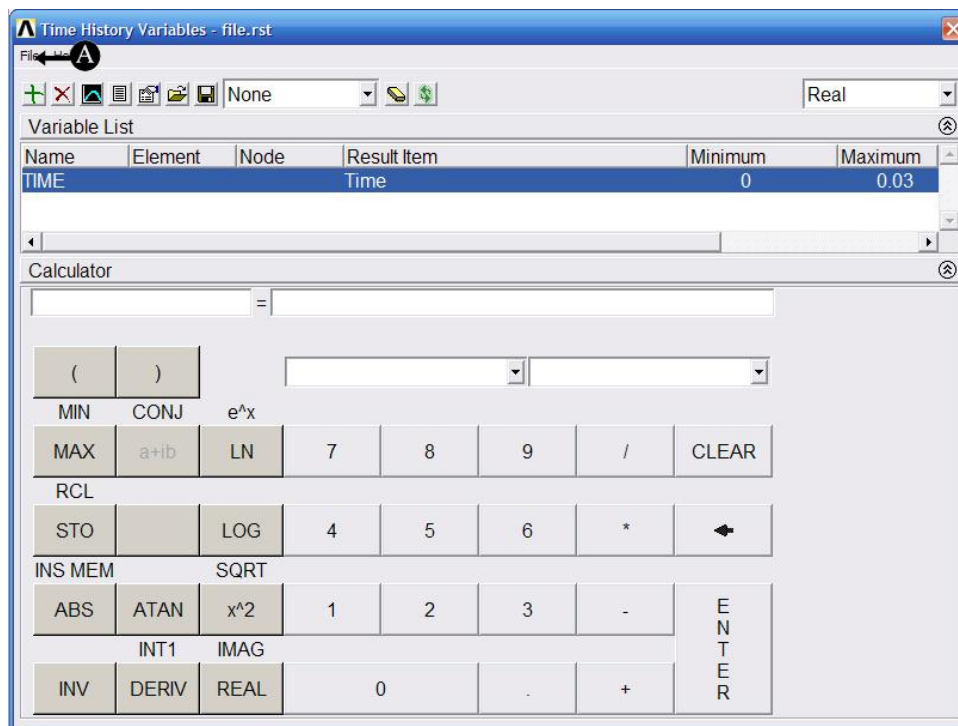 Time History Variables - file.rst
File
A
None Real
Variable List
Name Element Node Result Item Minimum Maximum
TIME Time 0 0.03
Calculator
=
( )
MIN CONJ e^x
MAX a+ib LN 7 8 9 / CLEAR
RCL
STO LOG 4 5 6 *
INS MEM SQRT
ABS ATAN x^2 1 2 3 - ENTER
INT1 IMAG
INV DERIV REAL 0 . +